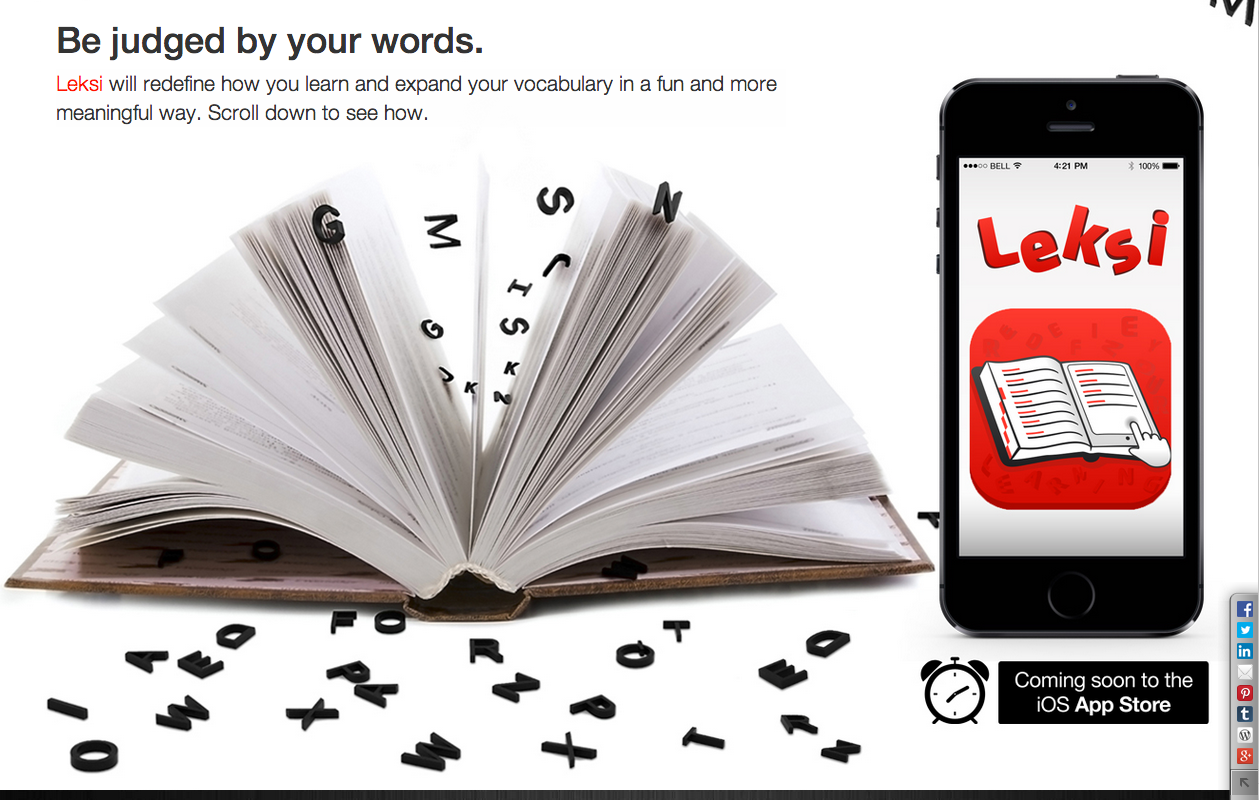 Be judged by your words.
Leksi will redefine how you learn and expand your vocabulary in a fun and more
meaningful way. Scroll down to see how.
BELL 4:21 PM 100%
Leksi
Coming soon to the
iOS App Store